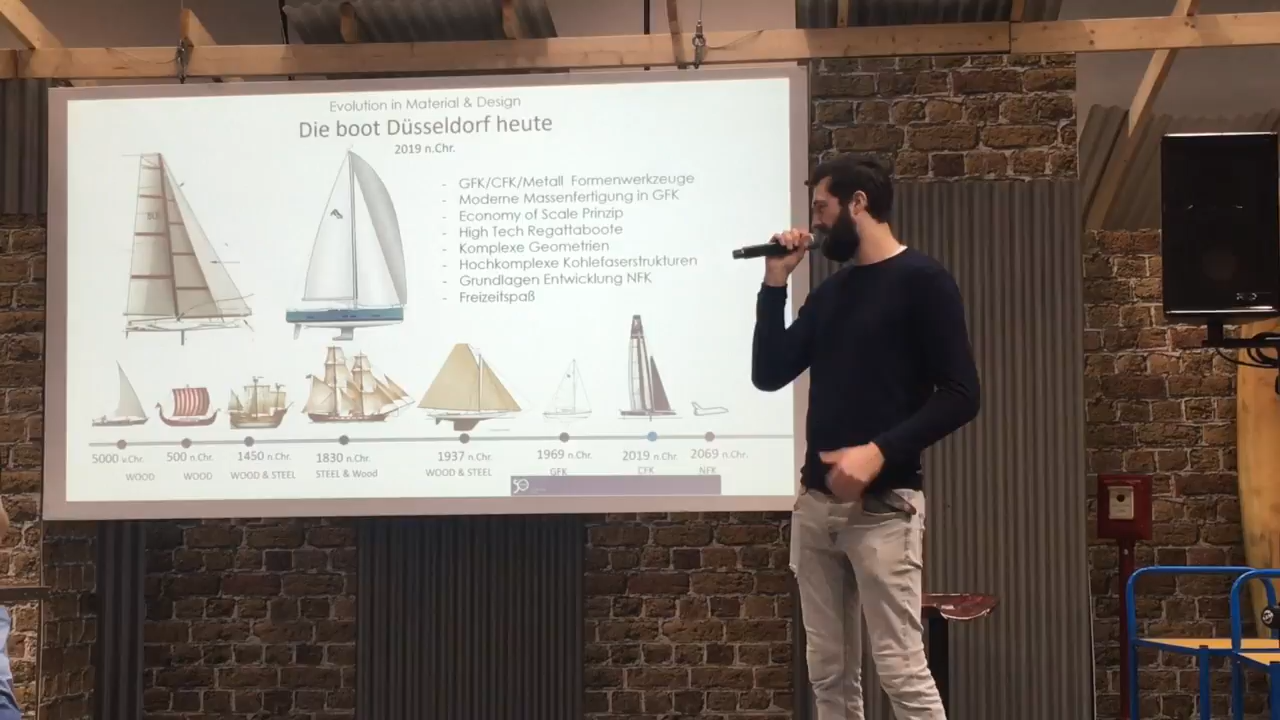 Evolution in Material & Design
Die boot Düsseldorf heute
2019 n.Chr.
- GFK/CFK/Metall Formenwerkzeuge
- Moderne Massenfertigung in GFK
- Economy of Scale Prinzip
- High Tech Regattaboote
- Komplexe Geometrien
- Hochkomplexe Kohlefaserstrukturen
- Grundlagen Entwicklung NFK
- Freizeitspaß
5000 v.Chr. 500 n.Chr. 1450 n.Chr. 1830 n.Chr. 1937 n.Chr. 1969 n.Chr. 2019 n.Chr. 2069 n.Chr.
WOOD WOOD WOOD & STEEL STEEL & Wood WOOD & STEEL GFK CFK NFK
50